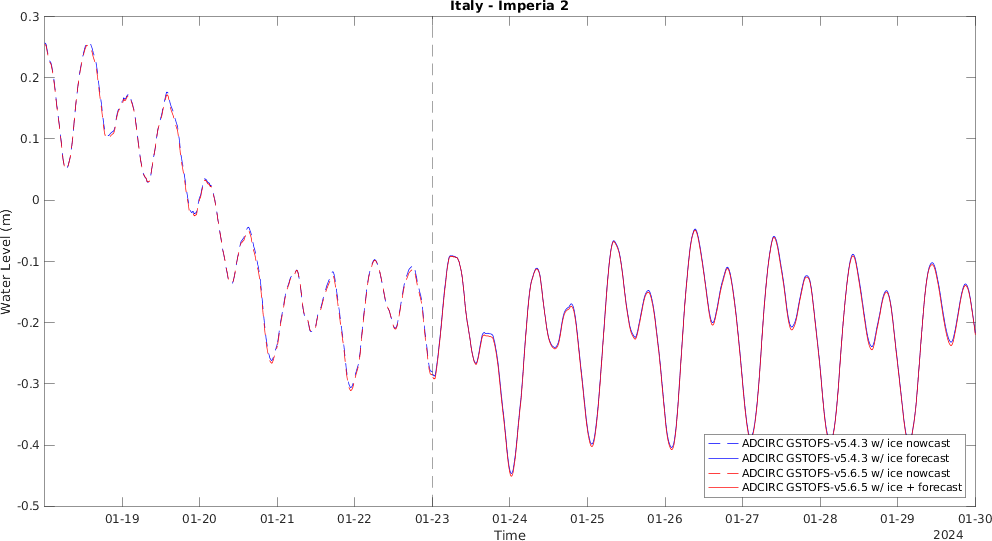 Italy - Imperia 2
Water Level (m)
0.3
0.2
0.1
0
-0.1
-0.2
-0.3
-0.4
-0.5
ADCIRC GSTOFS-v5.4.3 w/ ice nowcast
ADCIRC GSTOFS-v5.4.3 w/ ice forecast
ADCIRC GSTOFS-v5.6.5 w/ ice nowcast
ADCIRC GSTOFS-v5.6.5 w/ ice + forecast
01-19 01-20 01-21 01-22 01-23 01-24 01-25 01-26 01-27 01-28 01-29 01-30
Time
2024